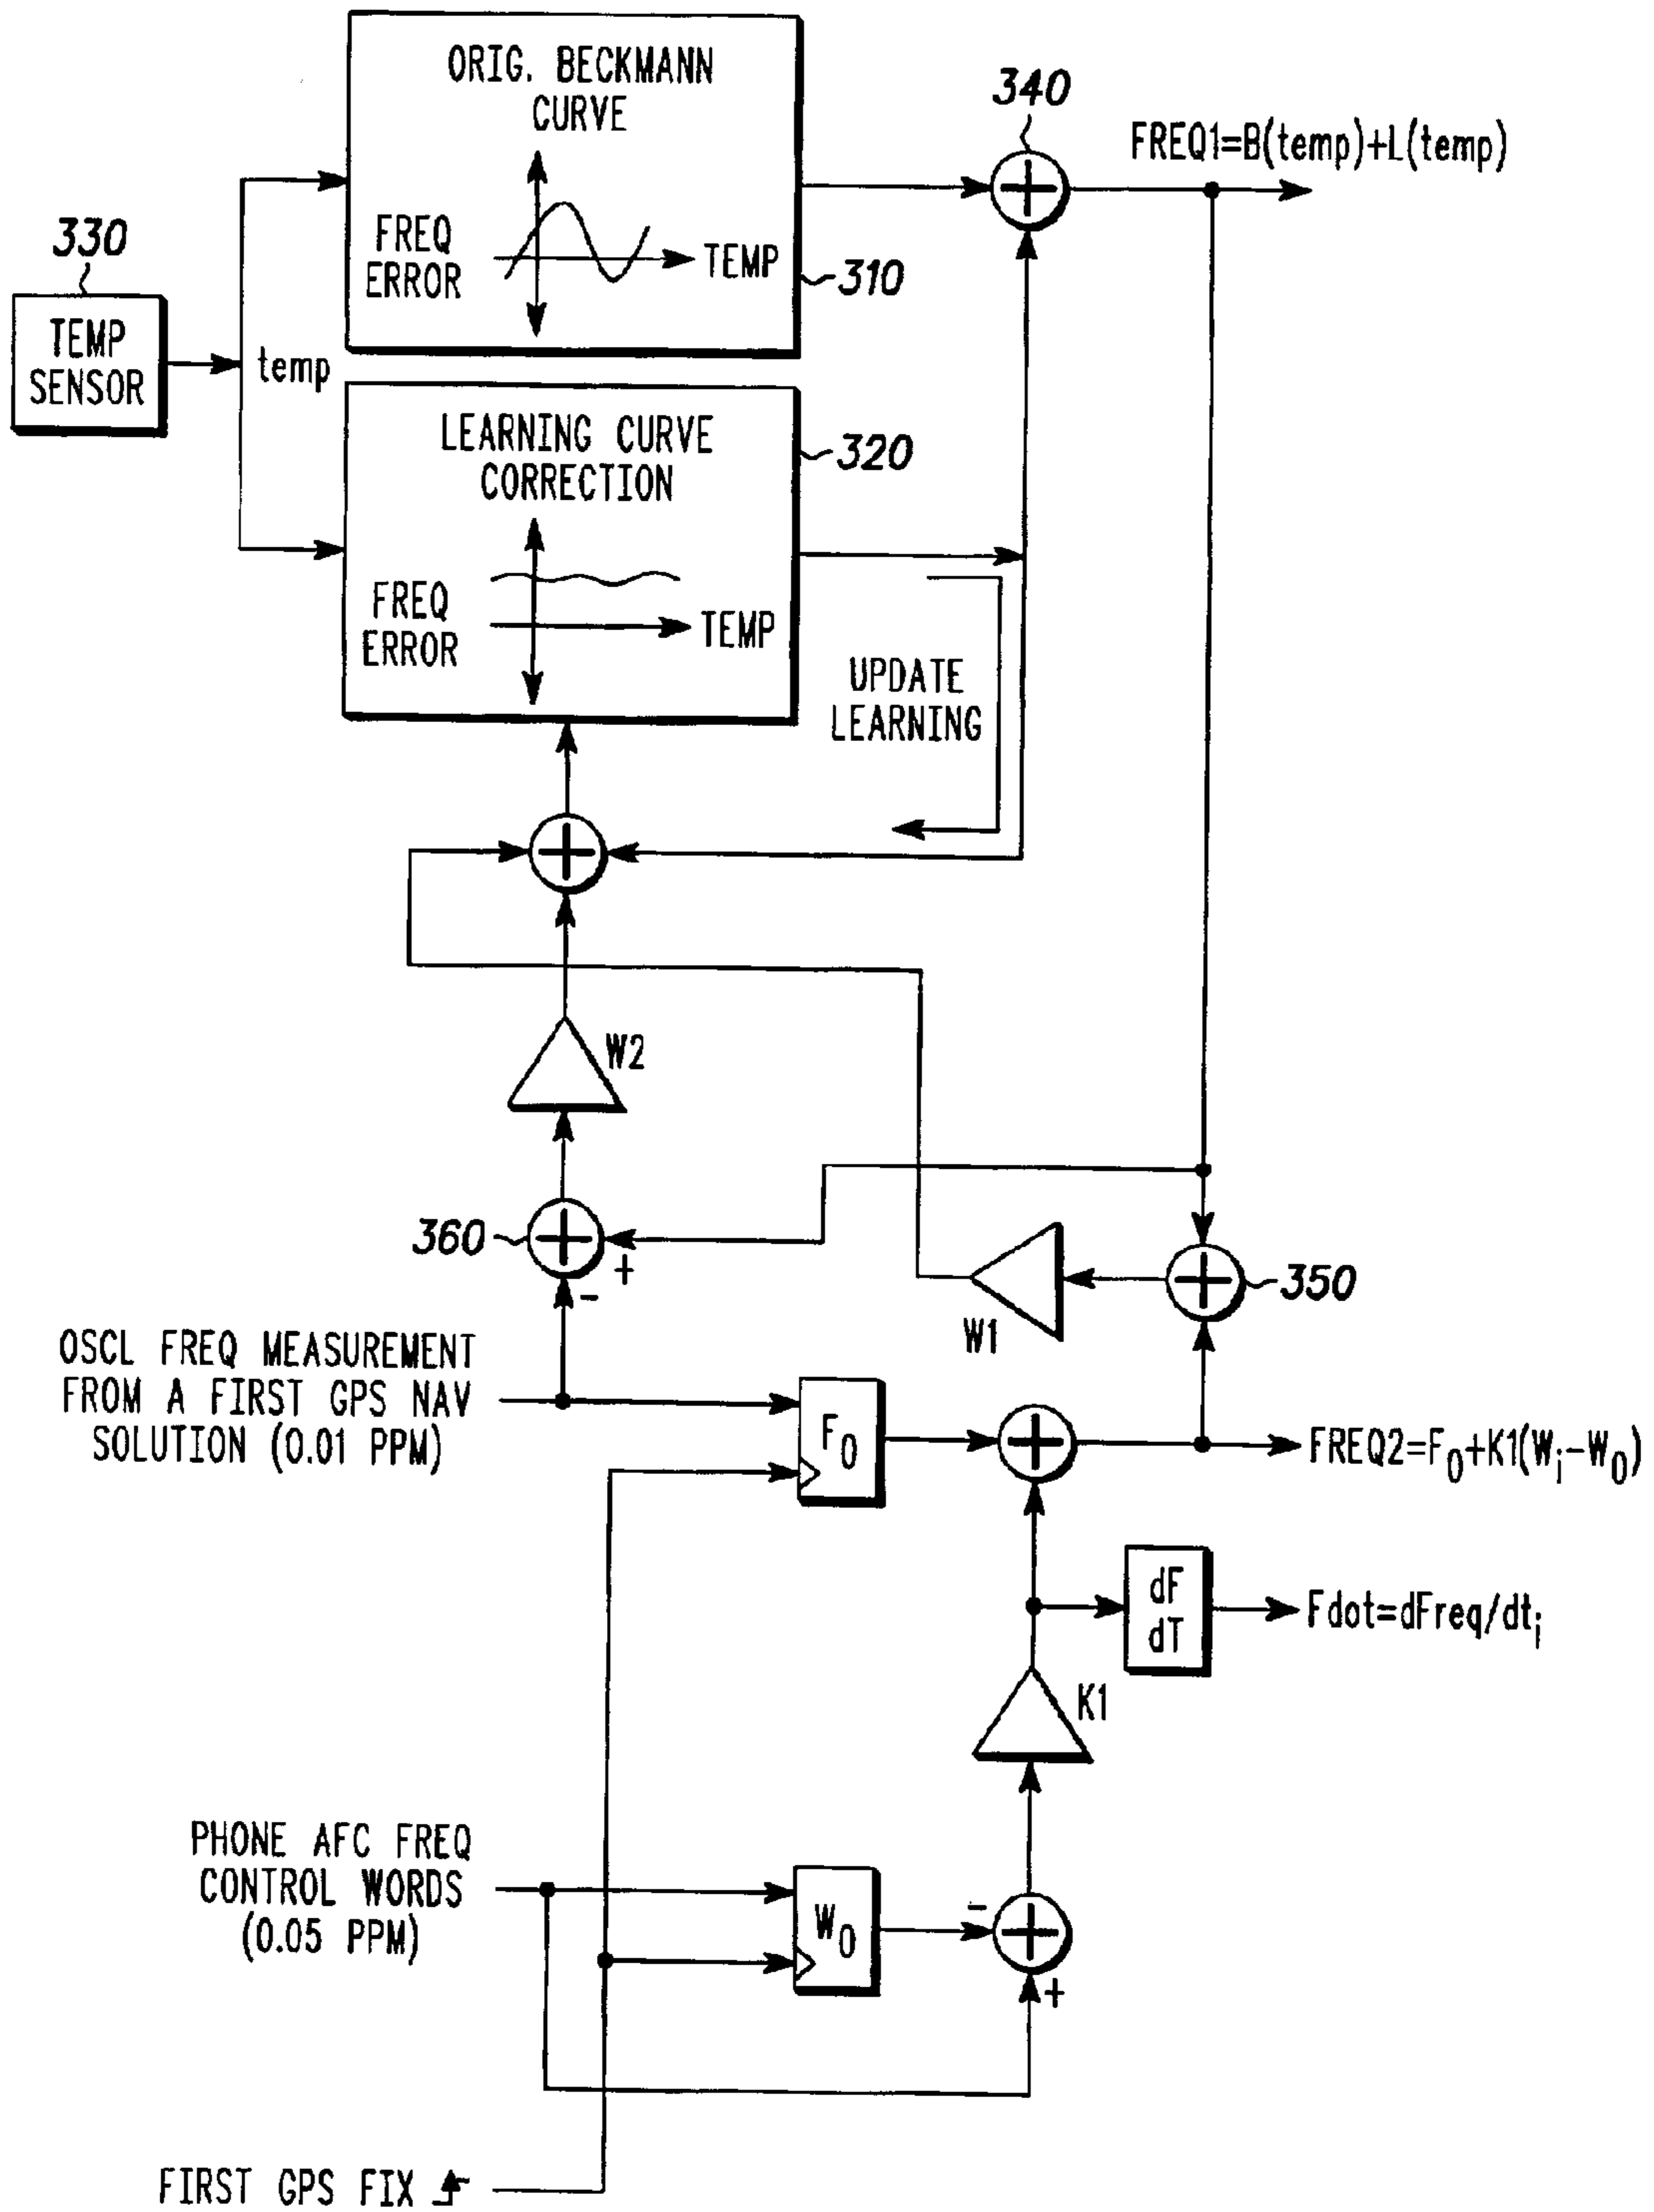 ORIG. BECKMANN
CURVE
FREQ
ERROR
TEMP
310
340
FREQ1=B(temp)+L(temp)
330
TEMP
SENSOR
temp
LEARNING CURVE
CORRECTION
FREQ
ERROR
TEMP
320
UPDATE
LEARNING
W2
360
+
-
350
W1
OSCL FREQ MEASUREMENT
FROM A FIRST GPS NAV
SOLUTION (0.01 PPM)
F0
FREQ2=F0+K1(Wi-W0)
dF
dT
Fdot=dFreq/dti
K1
PHONE AFC FREQ
CONTROL WORDS
(0.05 PPM)
W0
-
+
FIRST GPS FIX